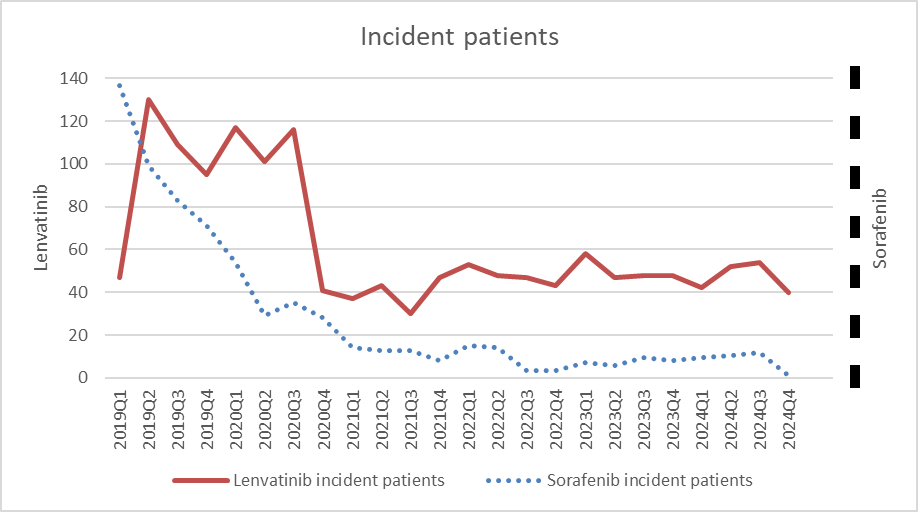 Incident patients
Lenvatinib
140
120
100
80
60
40
20
0
Sorafenib
2019Q1
2019Q2
2019Q3
2019Q4
2020Q1
2020Q2
2020Q3
2020Q4
2021Q1
2021Q2
2021Q3
2021Q4
2022Q1
2022Q2
2022Q3
2022Q4
2023Q1
2023Q2
2023Q3
2023Q4
2024Q1
2024Q2
2024Q3
2024Q4
Lenvatinib incident patients
Sorafenib incident patients